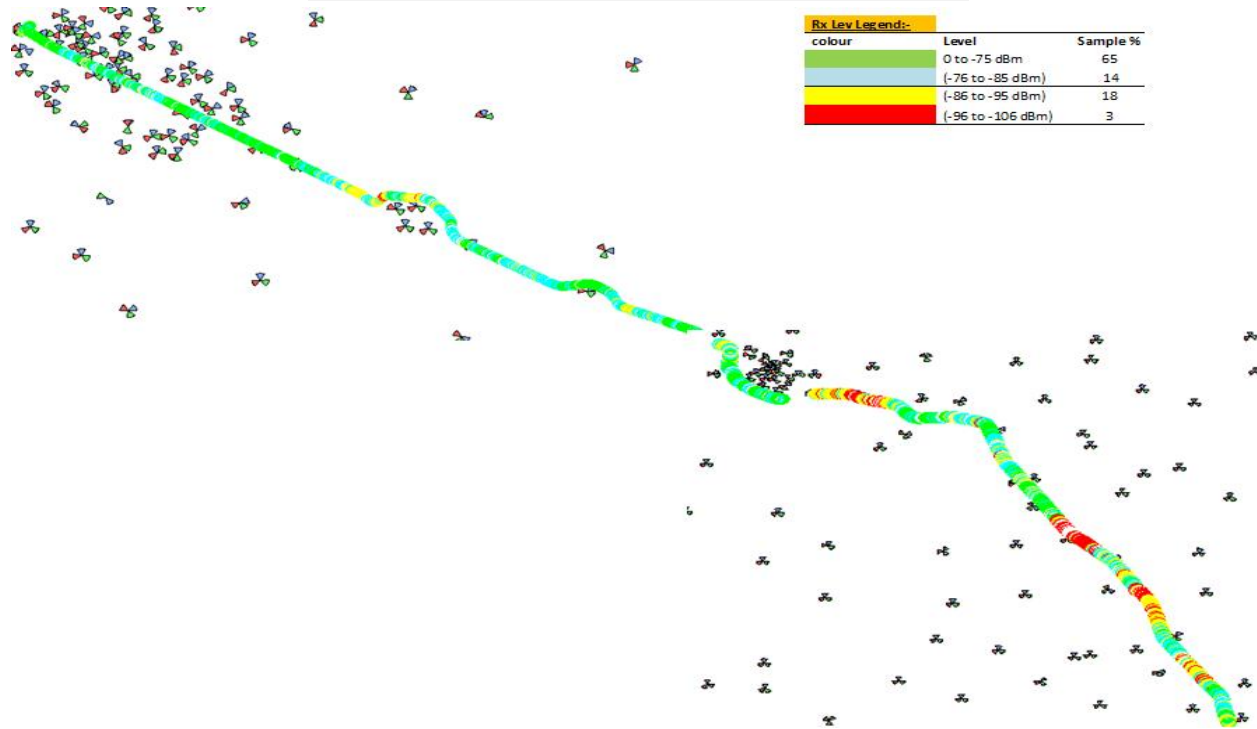 Rx Lev Legend:-
colour Level Sample %
0 to -75 dBm 65
(-76 to -85 dBm) 14
(-86 to -95 dBm) 18
(-96 to -106 dBm) 3